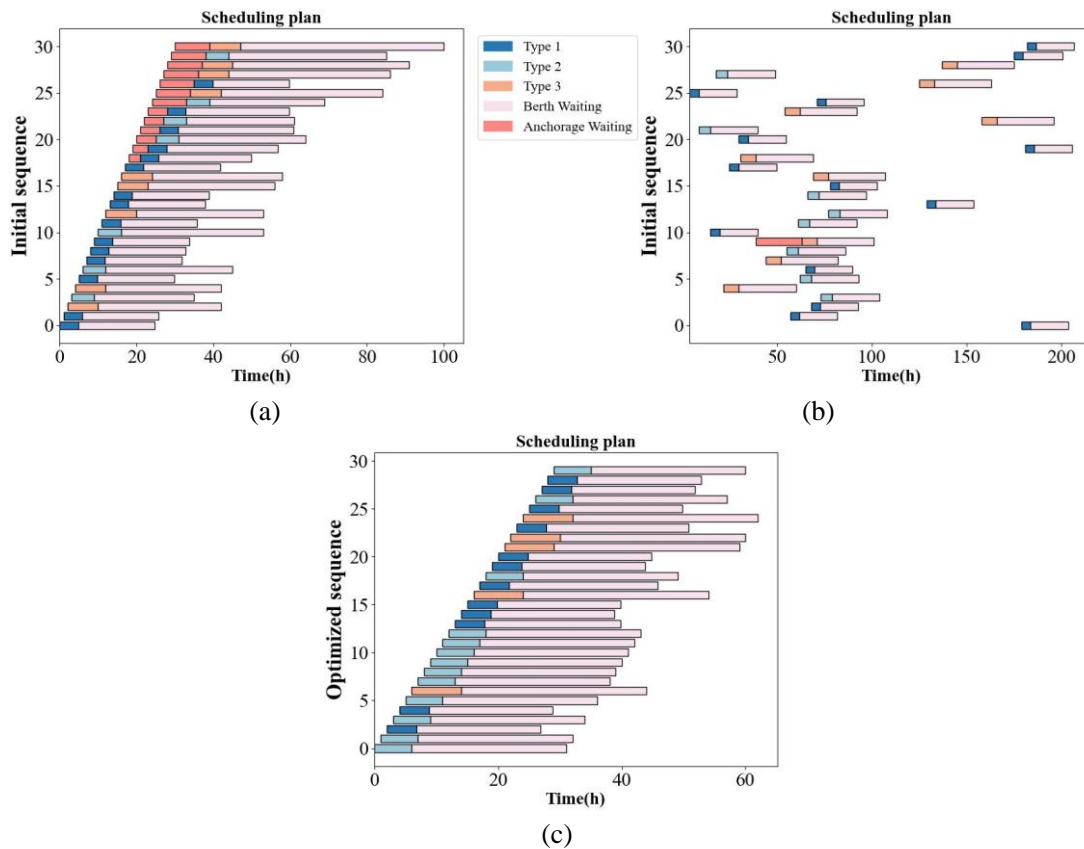 Scheduling plan
Initial sequence
30
25
20
15
10
5
0
0 20 40 60 80 100
Time(h)
(a)
Type 1
Type 2
Type 3
Berth Waiting
Anchorage Waiting
Scheduling plan
Initial sequence
30
25
20
15
10
5
0
50 100 150 200
Time(h)
(b)
Scheduling plan
Optimized sequence
30
25
20
15
10
5
0
0 20 40 60
Time(h)
(c)